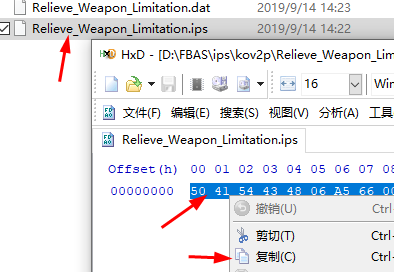 Relieve_Weapon_Limitation.dat 2019/9/14 14:23
Relieve_Weapon_Limitation.ips 2019/9/14 14:22
HxD - [D:\FBAS\ips\kov2p\Relieve_Weapon_Lim
16 Win
文件(F) 编辑(E) 搜索(S) 视图(V) 分析(A) 工具
Relieve_Weapon_Limitation.ips
Offset(h) 00 01 02 03 04 05 06 07 08
00000000 50 41 54 43 48 06 A5 66 00
撤销(U) Ctrl
剪切(T) Ctrl-
复制(C) Ctrl-